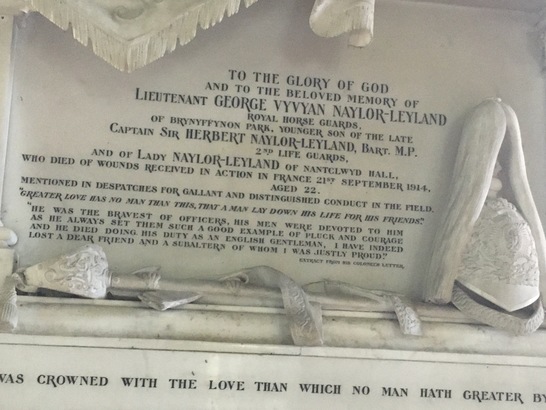 TO THE GLORY OF GOD
AND TO THE BELOVED MEMORY OF
LIEUTENANT GEORGE VYVYAN NAYLOR-LEYLAND
ROYAL HORSE GUARDS,
OF BRYNYFFYNON PARK, YOUNGER SON OF THE LATE
CAPTAIN SIR HERBERT NAYLOR-LEYLAND, BART. M.P.
2ND LIFE GUARDS,
AND OF LADY NAYLOR-LEYLAND OF NANTCLWYD HALL,
WHO DIED OF WOUNDS RECEIVED IN ACTION IN FRANCE 21ST SEPTEMBER 1914,
AGED 22.
MENTIONED IN DESPATCHES FOR GALLANT AND DISTINGUISHED CONDUCT IN THE FIELD.
"GREATER LOVE HAS NO MAN THAN THIS, THAT A MAN LAY DOWN HIS LIFE FOR HIS FRIENDS."
"HE WAS THE BRAVEST OF OFFICERS, HIS MEN WERE DEVOTED TO HIM
AS HE ALWAYS SET THEM SUCH A GOOD EXAMPLE OF PLUCK AND COURAGE
AND HE DIED DOING HIS DUTY AS AN ENGLISH GENTLEMAN, I HAVE INDEED
LOST A DEAR FRIEND AND A SUBALTERN OF WHOM I WAS JUSTLY PROUD."
EXTRACT FROM HIS COLONEL'S LETTER.
WAS CROWNED WITH THE LOVE THAN WHICH NO MAN HATH GREATER BY